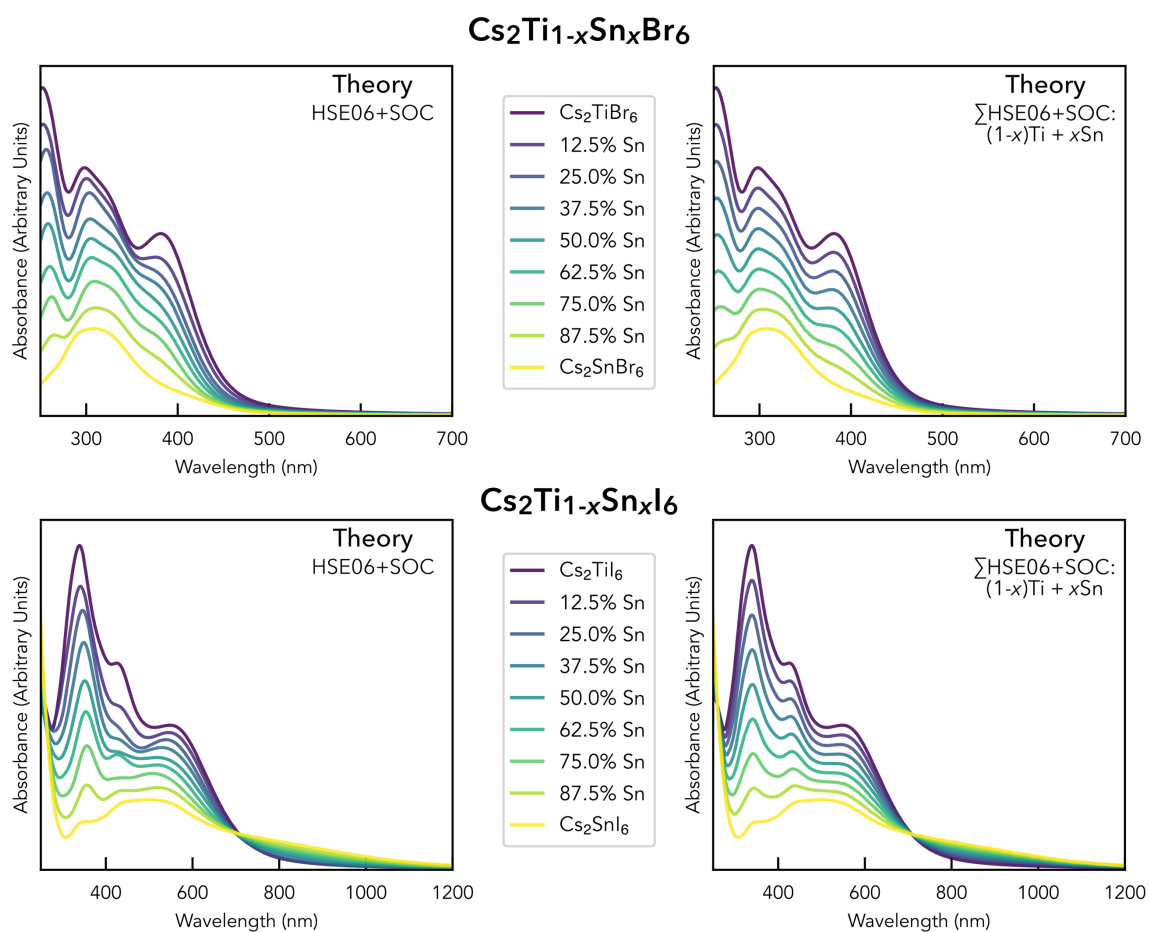 Cs₂Ti₁₋ₓSnₓBr₆
Theory
HSE06+SOC
Absorbance (Arbitrary Units)
300 400 500 600 700
Wavelength (nm)
Cs₂TiBr₆
12.5% Sn
25.0% Sn
37.5% Sn
50.0% Sn
62.5% Sn
75.0% Sn
87.5% Sn
Cs₂SnBr₆
Theory
∑HSE06+SOC:
(1-x)Ti + xSn
Absorbance (Arbitrary Units)
300 400 500 600 700
Wavelength (nm)
Cs₂Ti₁₋ₓSnₓI₆
Theory
HSE06+SOC
Absorbance (Arbitrary Units)
400 600 800 1000 1200
Wavelength (nm)
Cs₂TiI₆
12.5% Sn
25.0% Sn
37.5% Sn
50.0% Sn
62.5% Sn
75.0% Sn
87.5% Sn
Cs₂SnI₆
Theory
∑HSE06+SOC:
(1-x)Ti + xSn
Absorbance (Arbitrary Units)
400 600 800 1000 1200
Wavelength (nm)